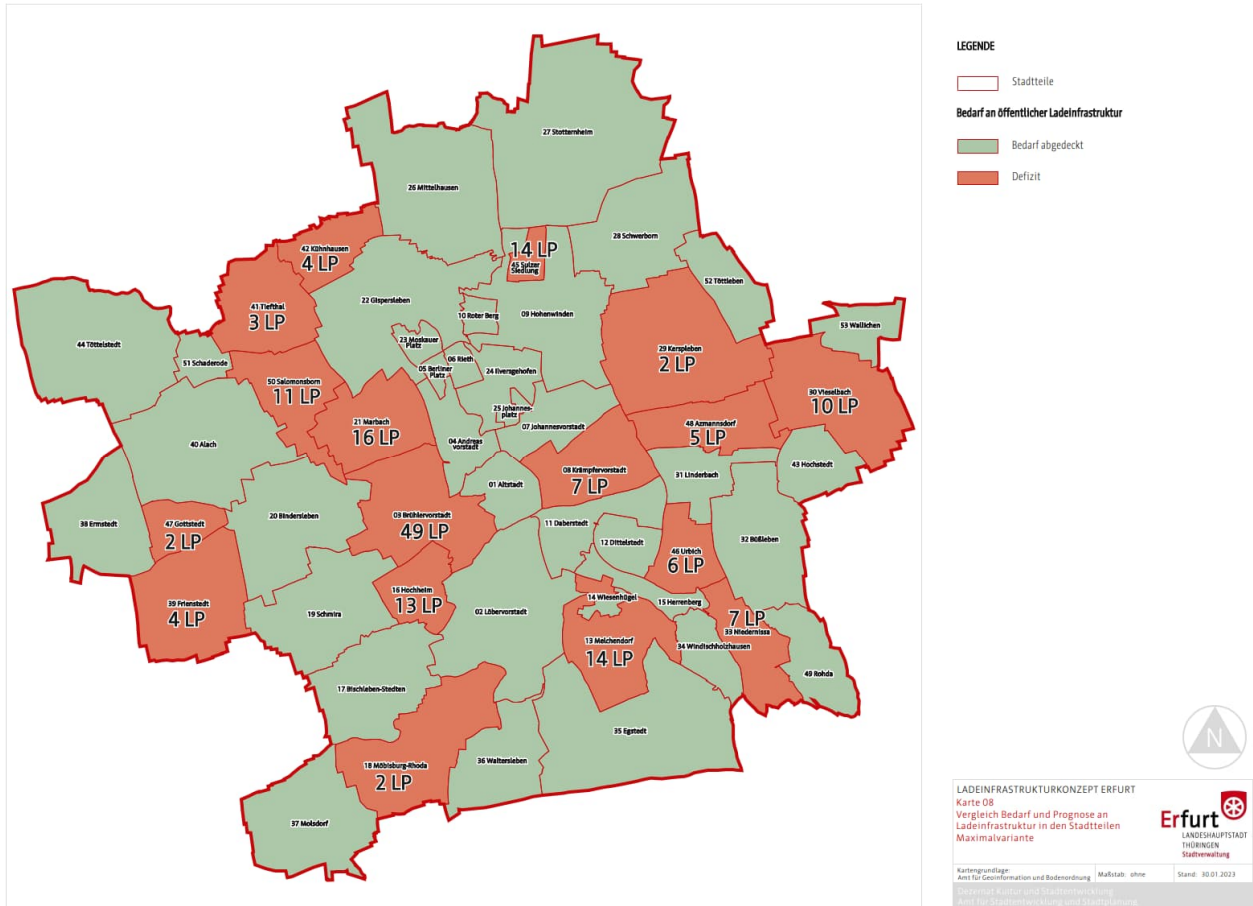 27 Stotternheim
26 Mittelhausen
28 Schwerborn
42 Kühnhausen
4 LP
14 LP
45 Sulzer
Siedlung
52 Töttleben
22 Gispersleben
41 Tiefthal
3 LP
10 Roter Berg
09 Hohenwinden
53 Wallichen
44 Töttelstedt
23 Moskauer
Platz
51 Schaderode
06 Rieth
05 Berliner
Platz
24 Ilversgehofen
29 Kerspleben
2 LP
50 Salomonsborn
11 LP
30 Vieselbach
10 LP
25 Johannes-
platz
21 Marbach
16 LP
07 Johannesvorstadt
48 Azmannsdorf
5 LP
40 Alach
04 Andreas
vorstadt
08 Krämpfervorstadt
7 LP
31 Linderbach
43 Hochstedt
01 Altstadt
03 Brühlervorstadt
49 LP
20 Bindersleben
38 Ermstedt
47 Gottstedt
2 LP
11 Daberstedt
12 Dittelstedt
46 Urbich
6 LP
32 Büßleben
39 Frienstedt
4 LP
16 Hochheim
13 LP
14 Wiesenhügel
15 Herrenberg
19 Schmira
02 Löbervorstadt
7 LP
33 Niedernissa
13 Melchendorf
14 LP
34 Windischholzhausen
49 Rohda
17 Bischleben-Stedten
35 Egstedt
36 Waltersleben
18 Möbisburg-Rhoda
2 LP
37 Molsdorf
LEGENDE
Stadtteile
Bedarf an öffentlicher Ladeinfrastruktur
Bedarf abgedeckt
Defizit
N
LADEINFRASTRUKTURKONZEPT ERFURT
Karte 08
Vergleich Bedarf und Prognose an
Ladeinfrastruktur in den Stadtteilen
Maximalvariante
Erfurt
LANDESHAUPTSTADT
THÜRINGEN
Stadtverwaltung
Kartengrundlage:
Amt für Geoinformation und Bodenordnung
Maßstab: ohne
Stand: 30.01.2023
Dezernat Kultur und Stadtentwicklung
Amt für Stadtentwicklung und Stadtplanung